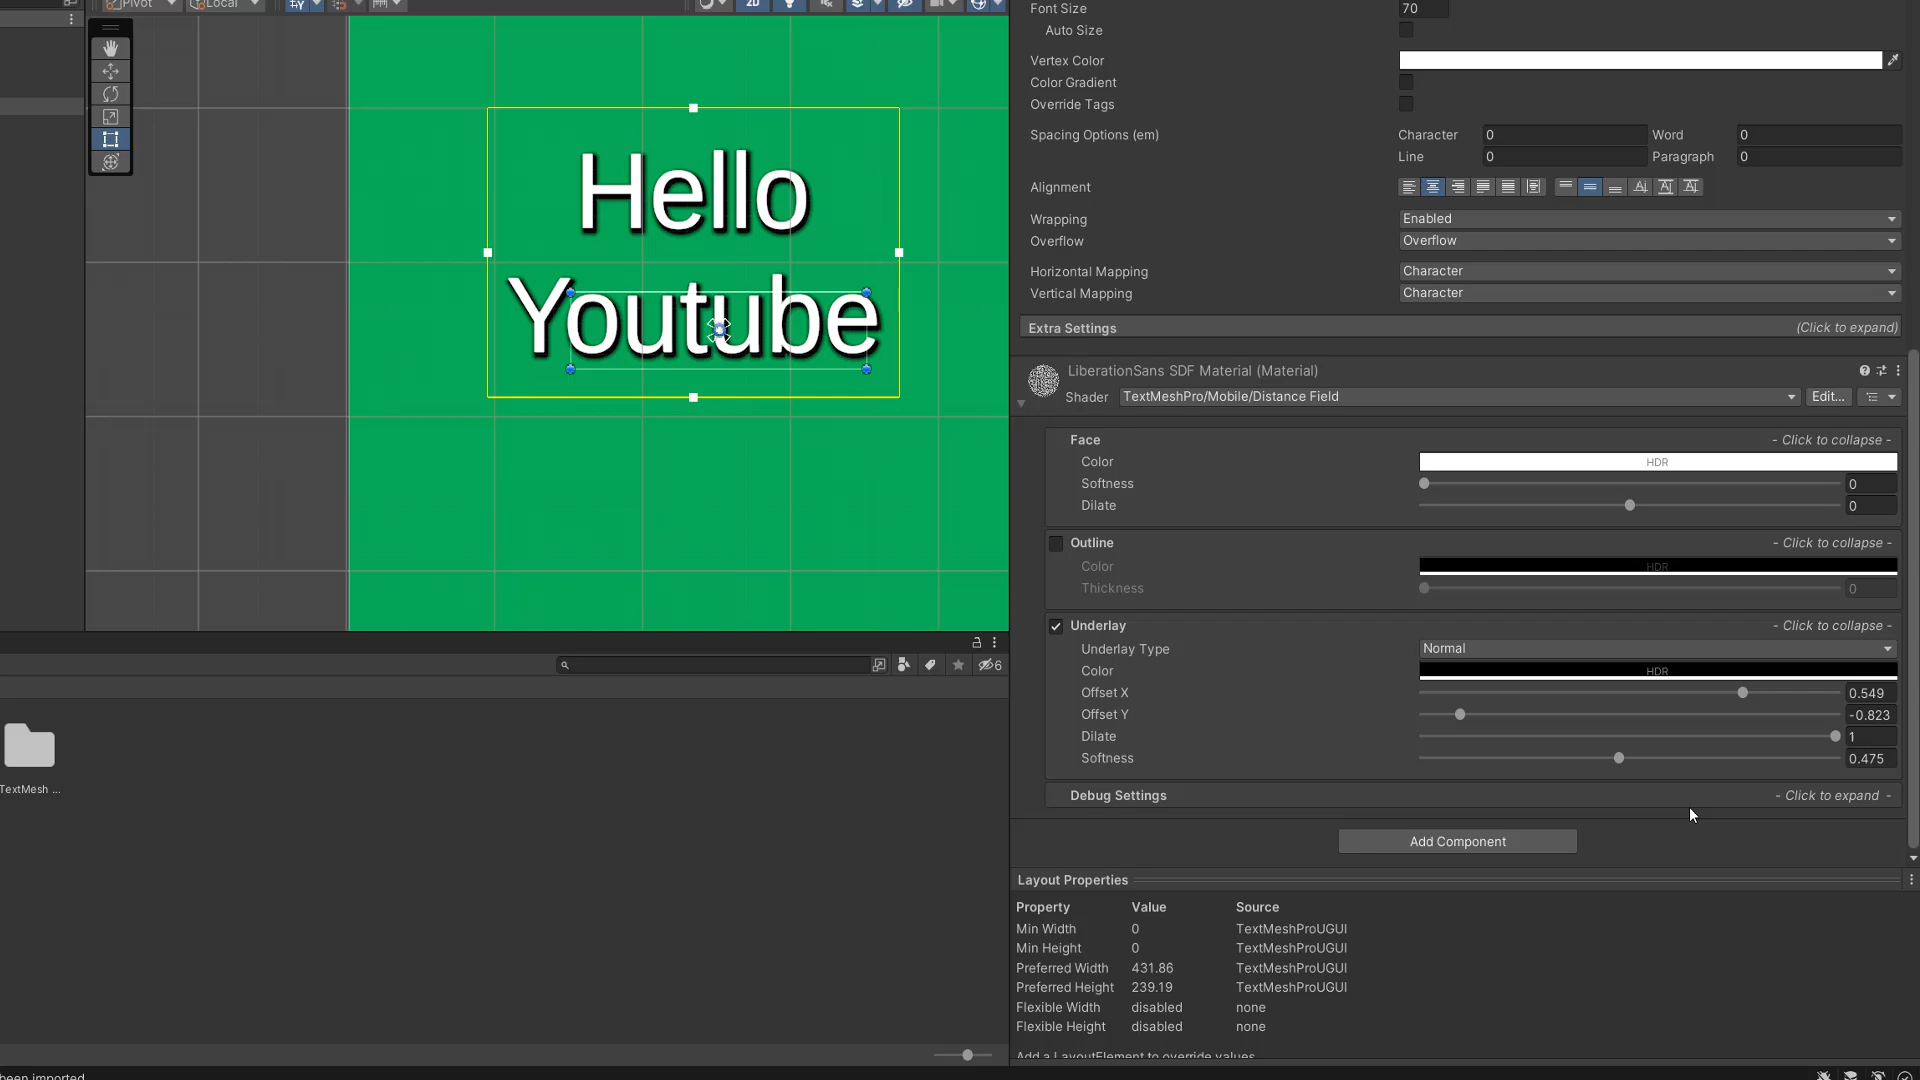 Pivot Local 2D
Font Size 70
Auto Size
Vertex Color
Color Gradient
Override Tags
Spacing Options (em) Character 0 Word 0
Line 0 Paragraph 0
Alignment
Wrapping Enabled
Overflow Overflow
Horizontal Mapping Character
Vertical Mapping Character
Extra Settings (Click to expand)
LiberationSans SDF Material (Material)
Shader TextMeshPro/Mobile/Distance Field Edit...
Face - Click to collapse -
Color HDR
Softness 0
Dilate 0
Outline - Click to collapse -
Color HDR
Thickness 0
Underlay - Click to collapse -
Underlay Type Normal
Color HDR
Offset X 0.549
Offset Y -0.823
Dilate 1
Softness 0.475
Debug Settings - Click to expand -
Add Component
Layout Properties
Property Value Source
Min Width 0 TextMeshProUGUI
Min Height 0 TextMeshProUGUI
Preferred Width 431.86 TextMeshProUGUI
Preferred Height 239.19 TextMeshProUGUI
Flexible Width disabled none
Flexible Height disabled none
Add a LayoutElement to override values
Hello
Youtube
6
TextMesh ...
been imported